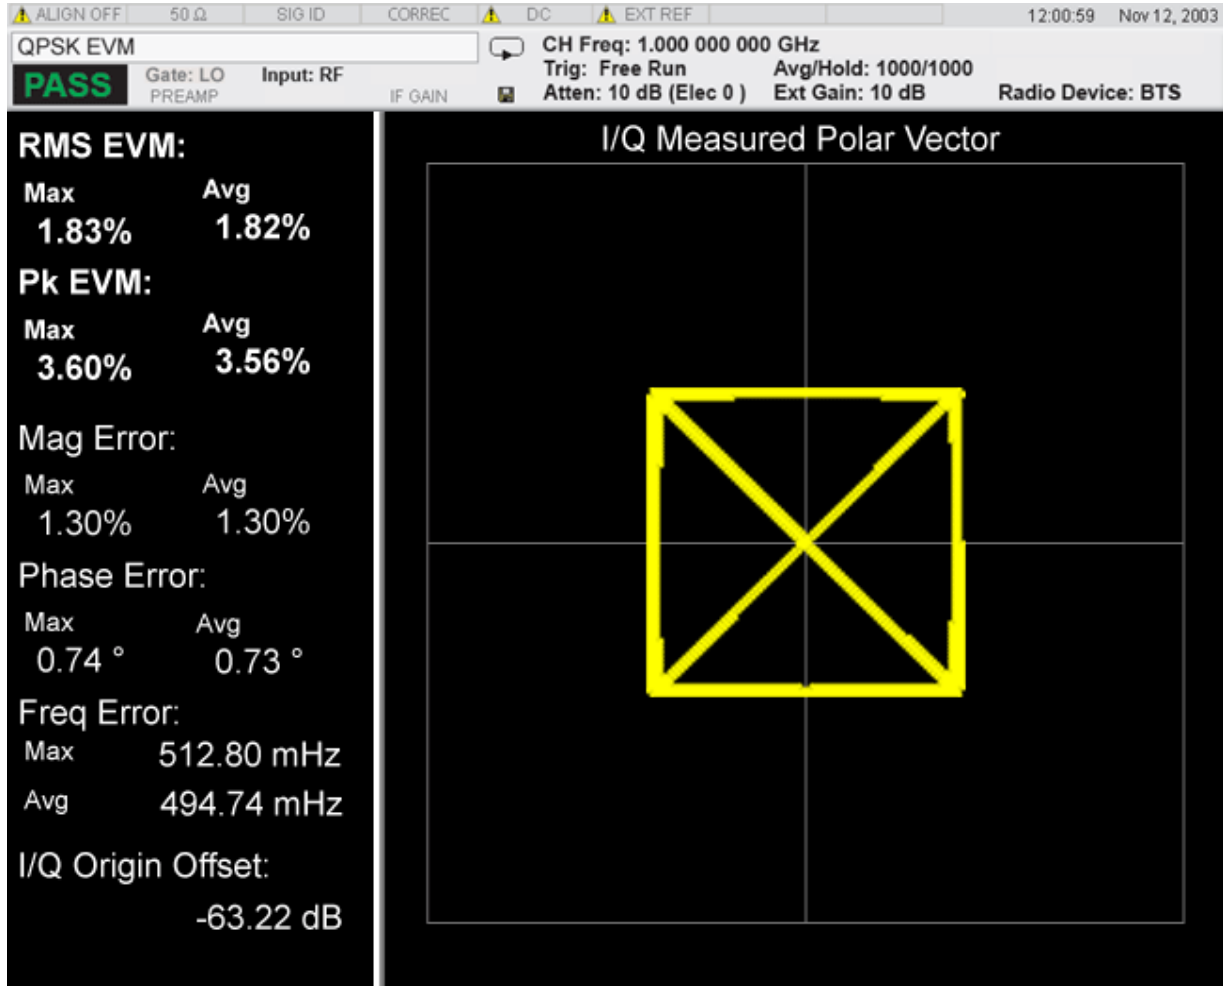 ALIGN OFF 50 Ω SIG ID CORREC DC EXT REF 12:00:59 Nov 12, 2003
QPSK EVM CH Freq: 1.000 000 000 GHz
PASS Gate: LO Input: RF Trig: Free Run Avg/Hold: 1000/1000
PREAMP IF GAIN Atten: 10 dB (Elec 0 ) Ext Gain: 10 dB Radio Device: BTS
RMS EVM:
Max Avg
1.83% 1.82%
Pk EVM:
Max Avg
3.60% 3.56%
Mag Error:
Max Avg
1.30% 1.30%
Phase Error:
Max Avg
0.74 ° 0.73 °
Freq Error:
Max 512.80 mHz
Avg 494.74 mHz
I/Q Origin Offset:
-63.22 dB
I/Q Measured Polar Vector